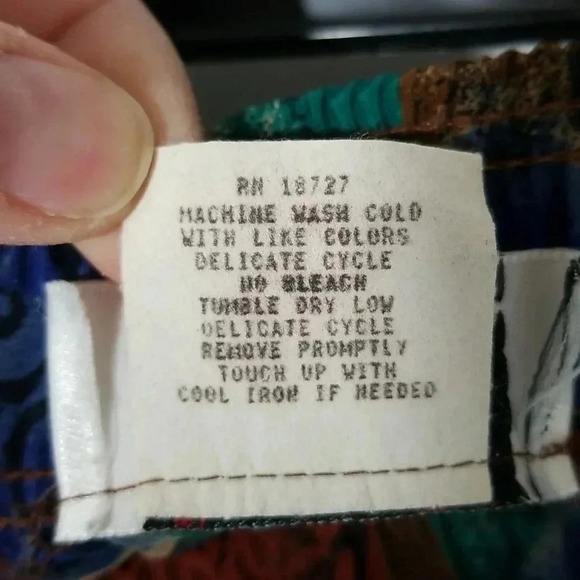 RN 18727
MACHINE WASH COLD
WITH LIKE COLORS
DELICATE CYCLE
NO BLEACH
TUMBLE DRY LOW
DELICATE CYCLE
REMOVE PROMPTLY
TOUCH UP WITH
COOL IRON IF NEEDED